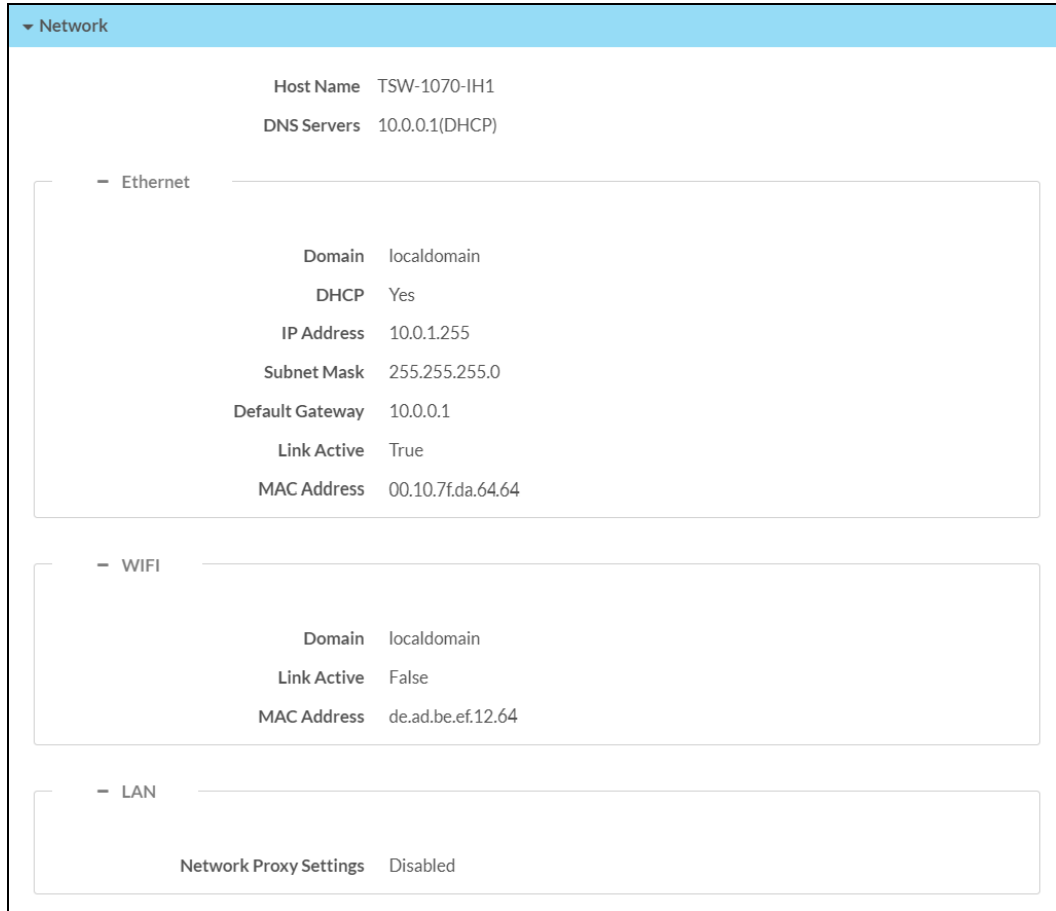 Network
Host Name TSW-1070-IH1
DNS Servers 10.0.0.1(DHCP)
Ethernet
Domain localdomain
DHCP Yes
IP Address 10.0.1.255
Subnet Mask 255.255.255.0
Default Gateway 10.0.0.1
Link Active True
MAC Address 00.10.7f.da.64.64
WIFI
Domain localdomain
Link Active False
MAC Address de.ad.be.ef.12.64
LAN
Network Proxy Settings Disabled